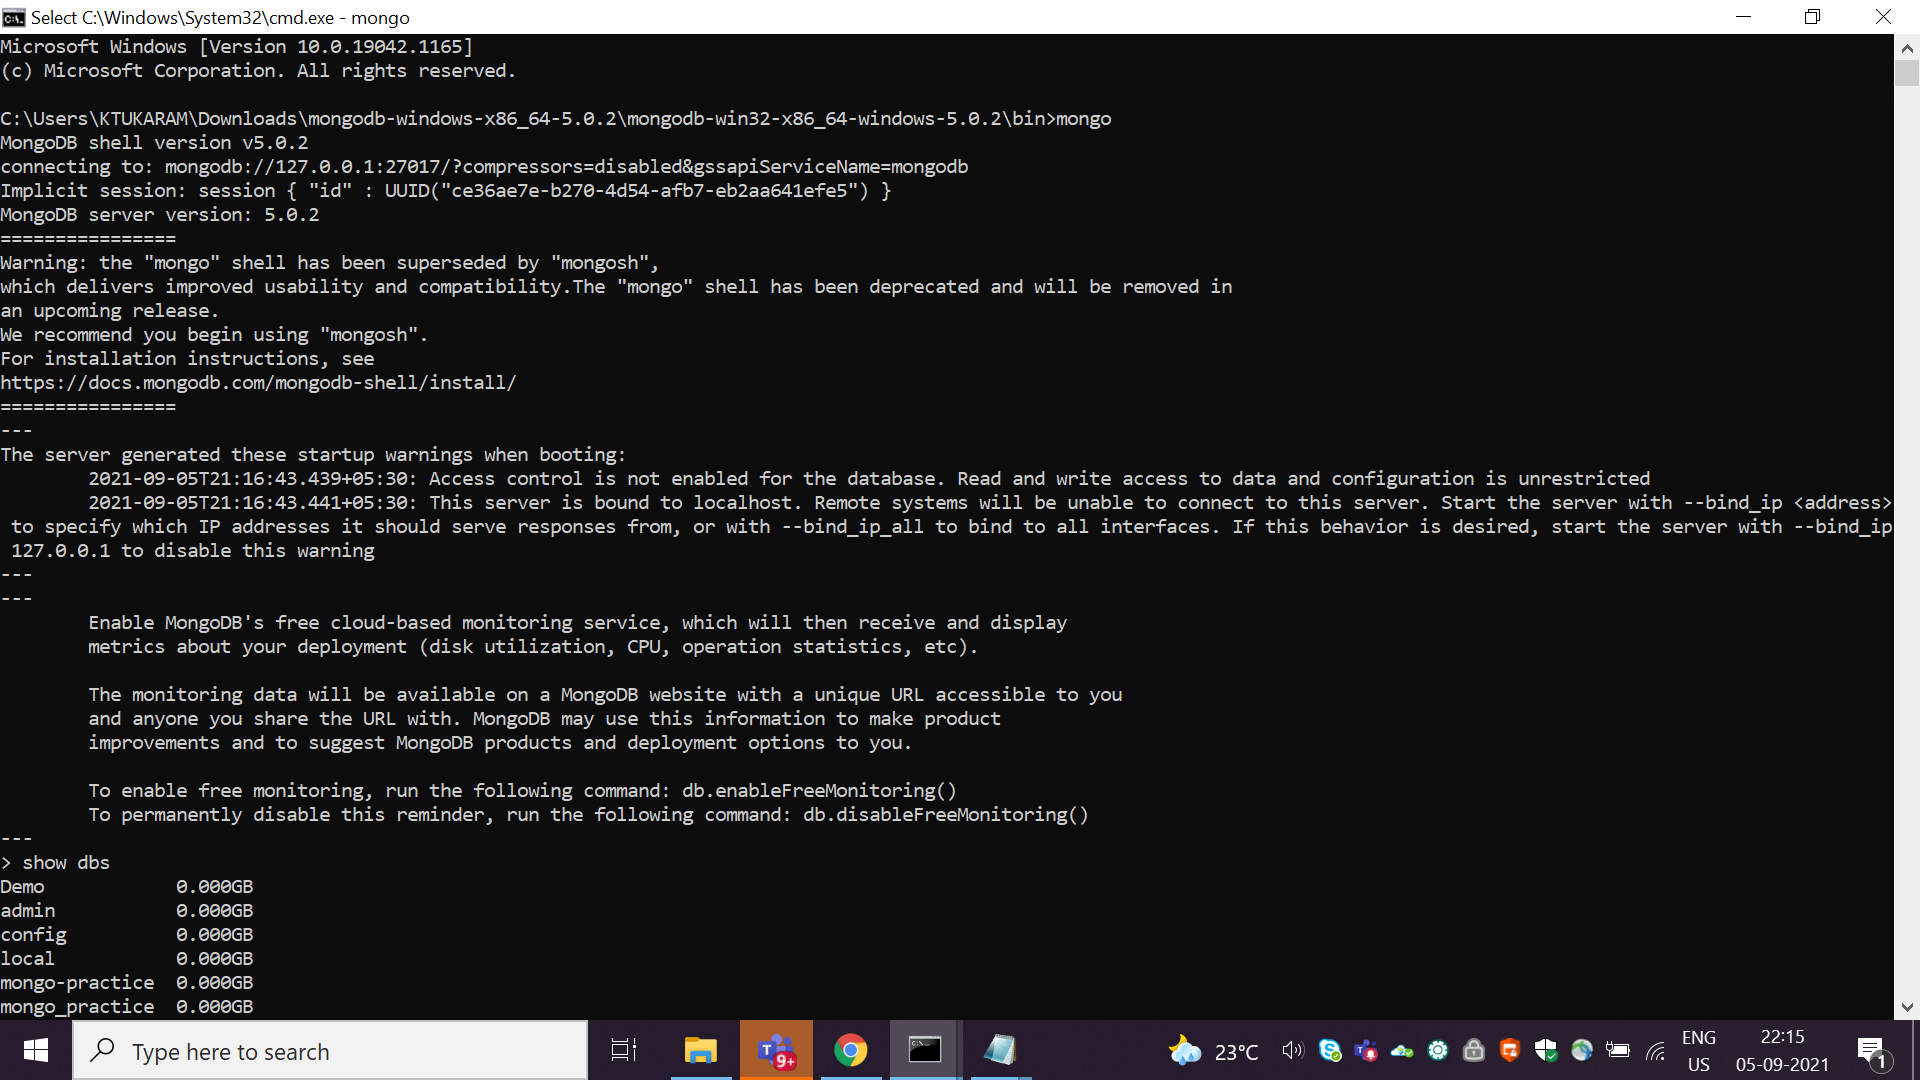 Select C:\Windows\System32\cmd.exe - mongo
Microsoft Windows [Version 10.0.19042.1165]
(c) Microsoft Corporation. All rights reserved.
C:\Users\KTUKARAM\Downloads\mongodb-windows-x86_64-5.0.2\mongodb-win32-x86_64-windows-5.0.2\bin>mongo
MongoDB shell version v5.0.2
connecting to: mongodb://127.0.0.1:27017/?compressors=disabled&gssapiServiceName=mongodb
Implicit session: session { "id" : UUID("ce36ae7e-b270-4d54-afb7-eb2aa641efe5") }
MongoDB server version: 5.0.2
================
Warning: the "mongo" shell has been superseded by "mongosh",
which delivers improved usability and compatibility.The "mongo" shell has been deprecated and will be removed in
an upcoming release.
We recommend you begin using "mongosh".
For installation instructions, see
https://docs.mongodb.com/mongodb-shell/install/
================
---
The server generated these startup warnings when booting:
        2021-09-05T21:16:43.439+05:30: Access control is not enabled for the database. Read and write access to data and configuration is unrestricted
        2021-09-05T21:16:43.441+05:30: This server is bound to localhost. Remote systems will be unable to connect to this server. Start the server with --bind_ip <address>
 to specify which IP addresses it should serve responses from, or with --bind_ip_all to bind to all interfaces. If this behavior is desired, start the server with --bind_ip
 127.0.0.1 to disable this warning
---
---
        Enable MongoDB's free cloud-based monitoring service, which will then receive and display
        metrics about your deployment (disk utilization, CPU, operation statistics, etc).
        The monitoring data will be available on a MongoDB website with a unique URL accessible to you
        and anyone you share the URL with. MongoDB may use this information to make product
        improvements and to suggest MongoDB products and deployment options to you.
        To enable free monitoring, run the following command: db.enableFreeMonitoring()
        To permanently disable this reminder, run the following command: db.disableFreeMonitoring()
---
> show dbs
Demo            0.000GB
admin           0.000GB
config          0.000GB
local           0.000GB
mongo-practice  0.000GB
mongo_practice  0.000GB
Type here to search
9+
23°C
ENG
US
22:15
05-09-2021
1